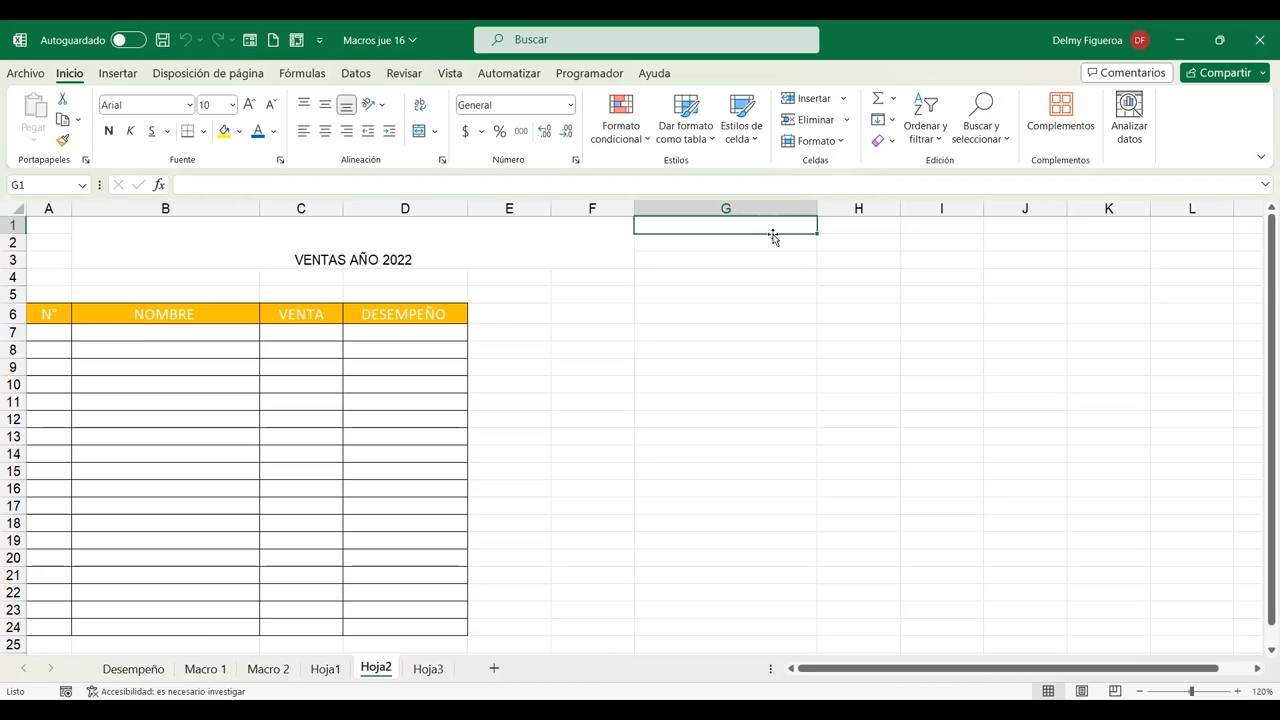 Autoguardado
Macros jue 16
Buscar
Delmy Figueroa DF
Archivo Inicio Insertar Disposición de página Fórmulas Datos Revisar Vista Automatizar Programador Ayuda
Comentarios Compartir
Pegar
Portapapeles
Arial 10
N K S
Fuente
Alineación
General
$ % 000
Número
Formato condicional
Dar formato como tabla
Estilos de celda
Estilos
Insertar
Eliminar
Formato
Celdas
Ordenar y filtrar
Buscar y seleccionar
Edición
Complementos
Complementos
Analizar datos
G1 fx
A B C D E F G H I J K L
1
2
3 VENTAS AÑO 2022
4
5
6 N° NOMBRE VENTA DESEMPEÑO
7
8
9
10
11
12
13
14
15
16
17
18
19
20
21
22
23
24
25
Desempeño Macro 1 Macro 2 Hoja1 Hoja2 Hoja3
Listo Accesibilidad: es necesario investigar 120%